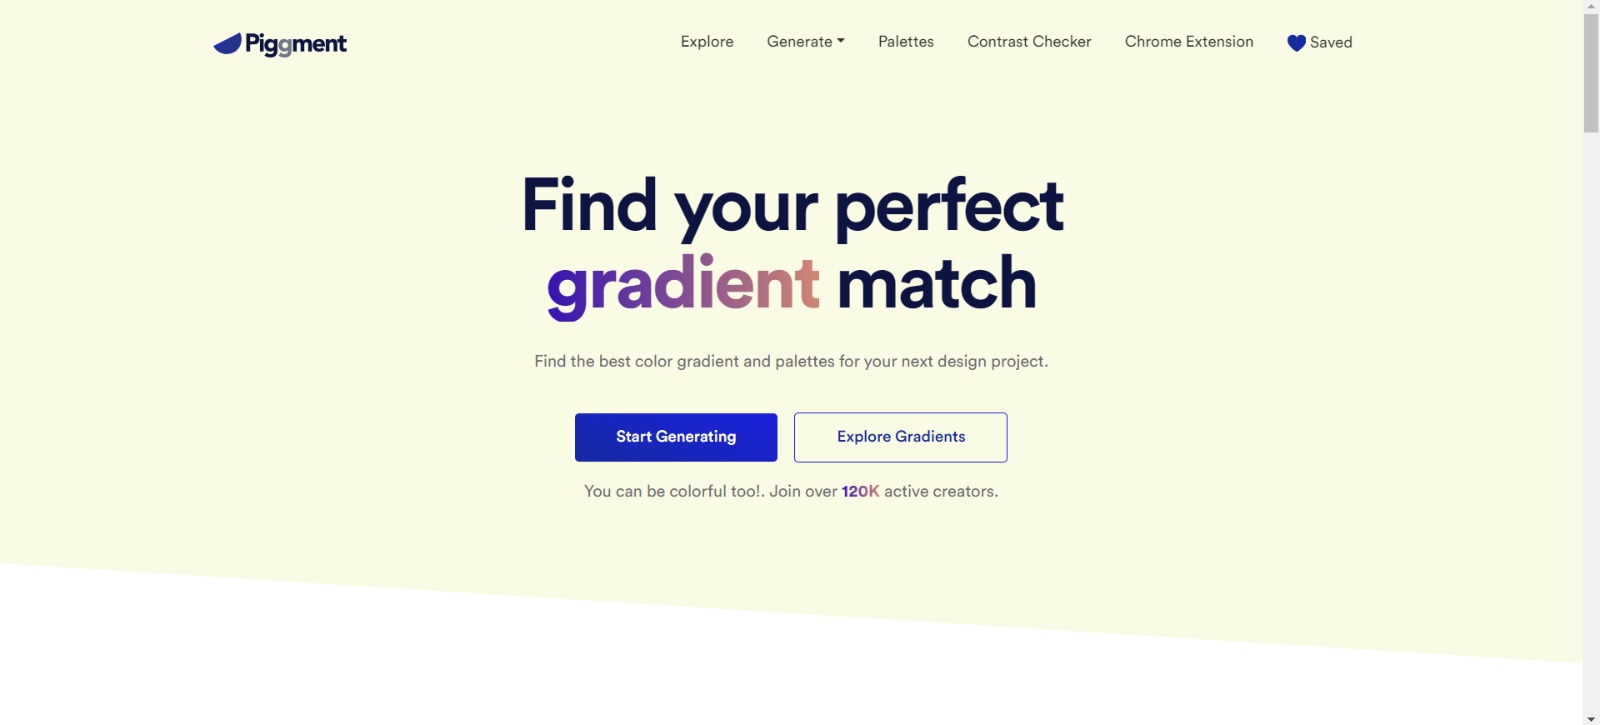 Piggment
Explore
Generate
Palettes
Contrast Checker
Chrome Extension
Saved
Find your perfect
gradient match
Find the best color gradient and palettes for your next design project.
Start Generating
Explore Gradients
You can be colorful too!. Join over 120K active creators.